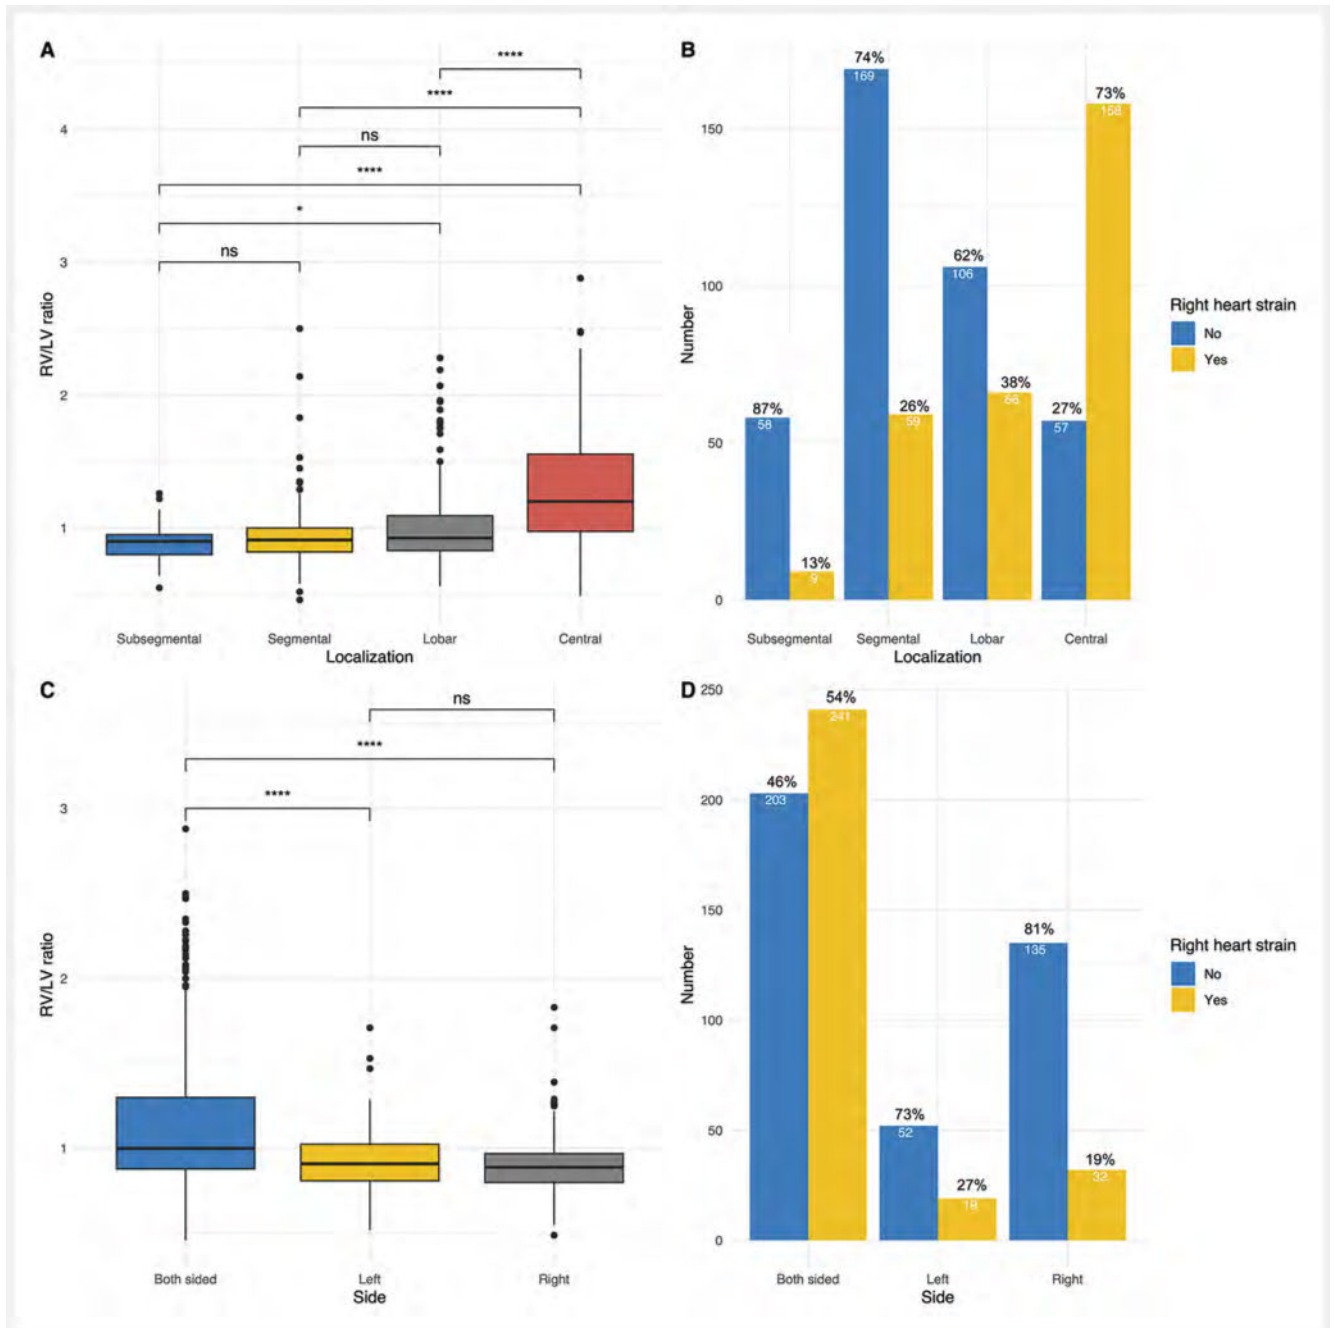 A
****
****
ns
****
*
ns
4
3
2
1
RV/LV ratio
Subsegmental
Segmental
Lobar
Central
Localization
B
74%
169
73%
158
62%
106
87%
58
38%
66
26%
59
27%
57
13%
9
150
100
50
0
Number
Subsegmental
Segmental
Lobar
Central
Localization
Right heart strain
No
Yes
C
ns
****
****
3
2
1
RV/LV ratio
Both sided
Left
Right
Side
D
250
200
150
100
50
0
Number
54%
241
46%
203
81%
135
73%
52
27%
19%
32
Both sided
Left
Right
Side
Right heart strain
No
Yes